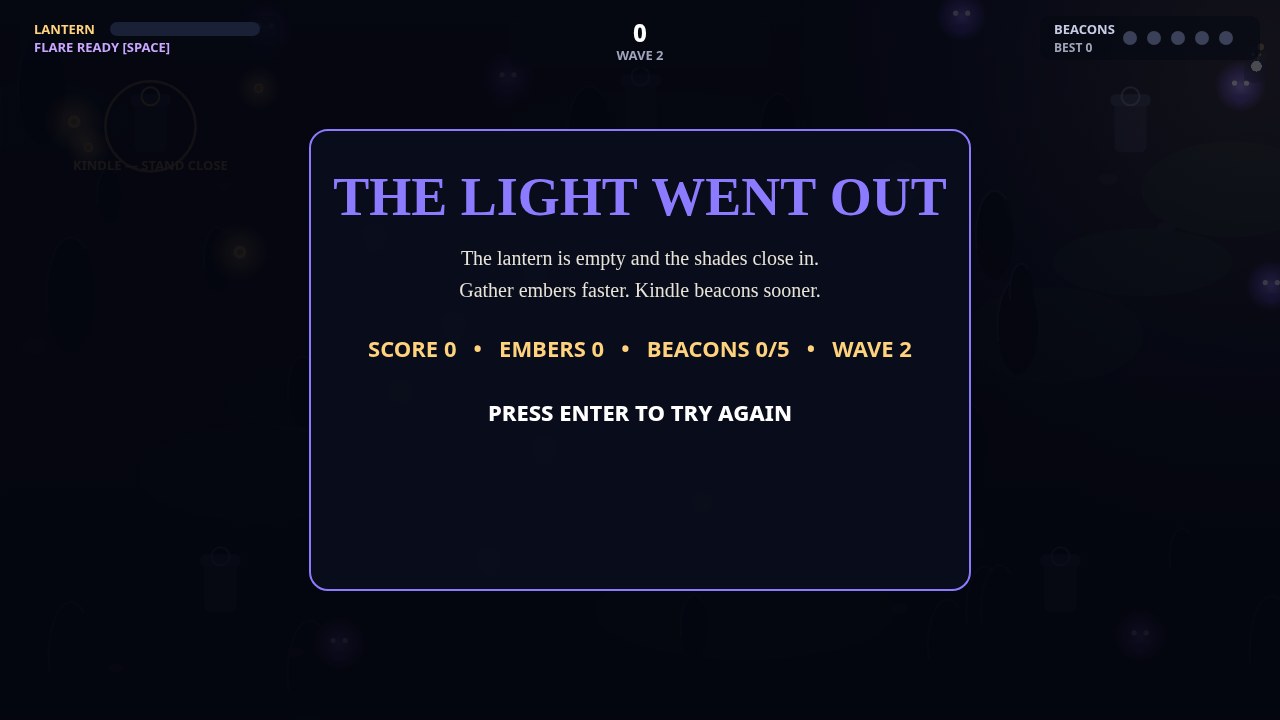 LANTERN
FLARE READY [SPACE]
0
WAVE 2
BEACONS
BEST 0
KINDLE — STAND CLOSE
THE LIGHT WENT OUT
The lantern is empty and the shades close in.
Gather embers faster. Kindle beacons sooner.
SCORE 0 • EMBERS 0 • BEACONS 0/5 • WAVE 2
PRESS ENTER TO TRY AGAIN